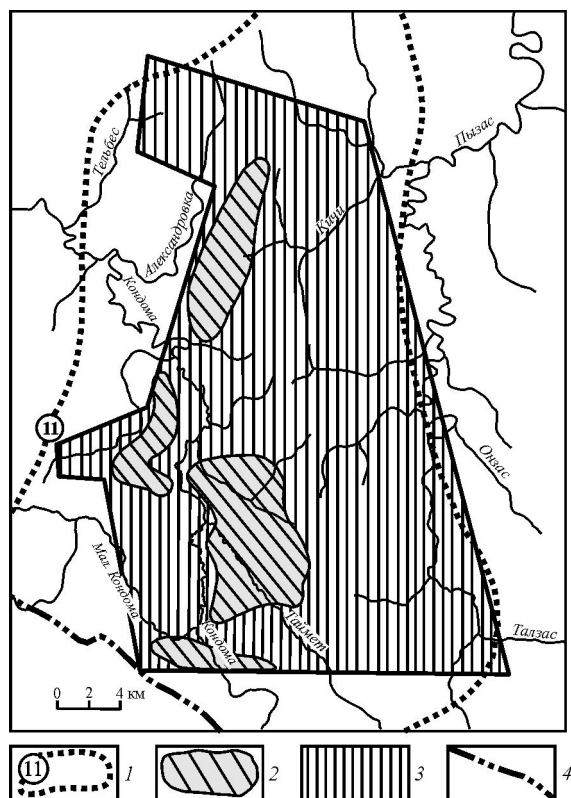 Тельбес
Пызас
Александровка
Кичи
Кондома
11
Онзас
Мал. Кондома
Кондома
Таймет
Талзас
0 2 4 км
11 1 2 3 4